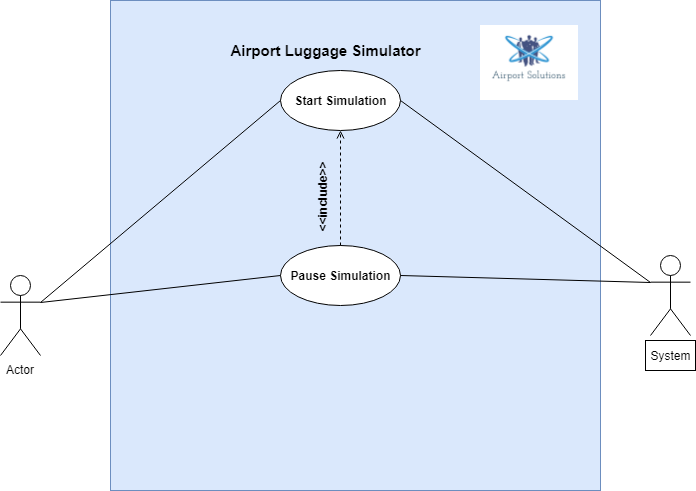 Airport Luggage Simulator
Airport Solutions
Start Simulation
<<include>>
Pause Simulation
Actor
System